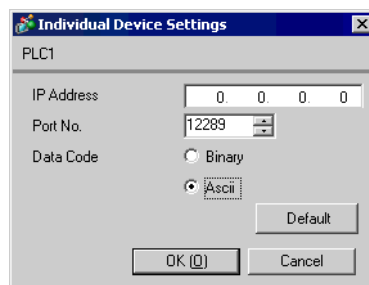 Individual Device Settings
PLC1
IP Address 0. 0. 0. 0
Port No. 12289
Data Code Binary
Ascii
Default
OK (O) Cancel